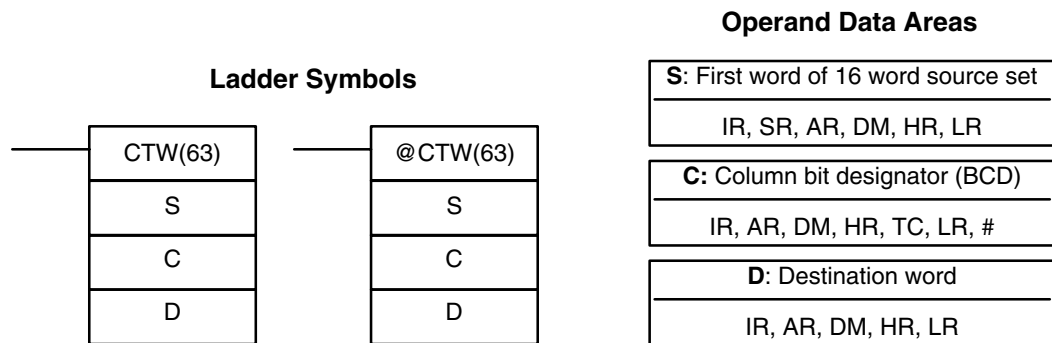 Ladder Symbols
CTW(63)
S
C
D
@CTW(63)
S
C
D
Operand Data Areas
S: First word of 16 word source set
IR, SR, AR, DM, HR, LR
C: Column bit designator (BCD)
IR, AR, DM, HR, TC, LR, #
D: Destination word
IR, AR, DM, HR, LR